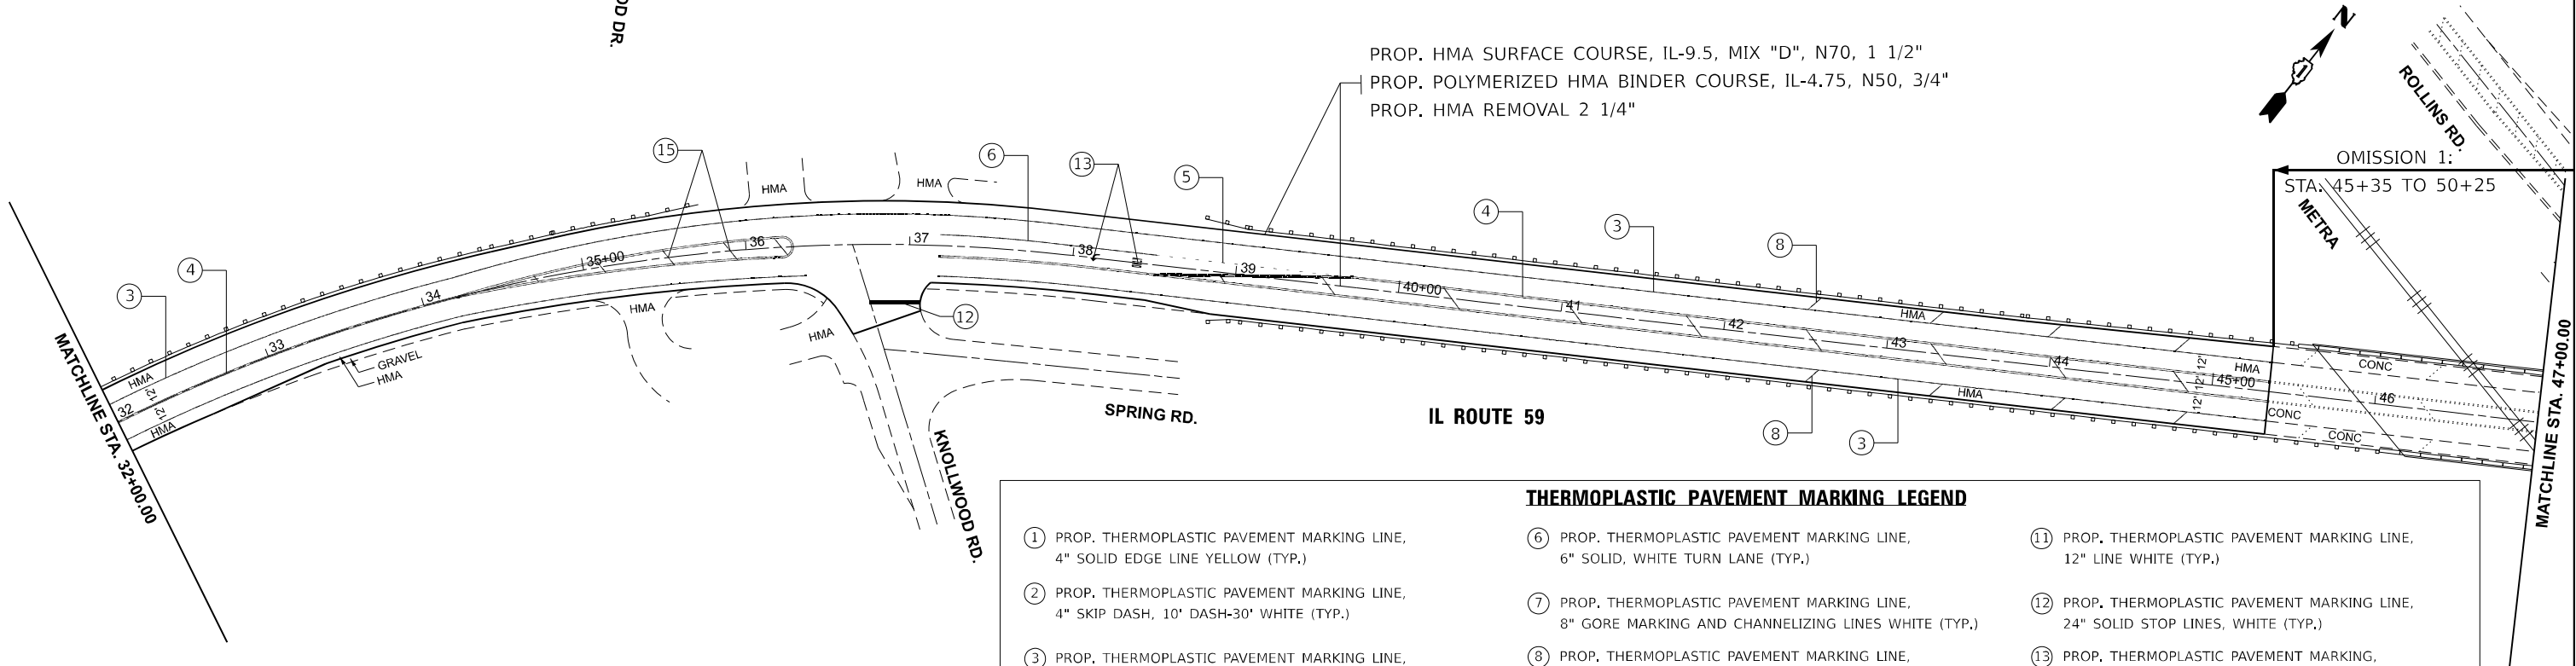 OD DR.
PROP. HMA SURFACE COURSE, IL-9.5, MIX "D", N70, 1 1/2"
PROP. POLYMERIZED HMA BINDER COURSE, IL-4.75, N50, 3/4"
PROP. HMA REMOVAL 2 1/4"
N
1
ROLLINS RD.
OMISSION 1:
STA. 45+35 TO 50+25
METRA
15
6
13
5
4
3
8
HMA
HMA
3
4
32
33
34
35+00
36
37
38
39
40+00
41
42
43
44
45+00
46
HMA
12' 12'
12' 12'
HMA
GRAVEL
HMA
HMA
HMA
12
HMA
HMA
HMA
12' 12' 12'
12'
CONC
CONC
CONC
8
3
MATCHLINE STA. 32+00.00
MATCHLINE STA. 47+00.00
SPRING RD.
KNOLLWOOD RD.
IL ROUTE 59
THERMOPLASTIC PAVEMENT MARKING LEGEND
1 PROP. THERMOPLASTIC PAVEMENT MARKING LINE,
4" SOLID EDGE LINE YELLOW (TYP.)
2 PROP. THERMOPLASTIC PAVEMENT MARKING LINE,
4" SKIP DASH, 10' DASH-30' WHITE (TYP.)
3 PROP. THERMOPLASTIC PAVEMENT MARKING LINE,
6 PROP. THERMOPLASTIC PAVEMENT MARKING LINE,
6" SOLID, WHITE TURN LANE (TYP.)
7 PROP. THERMOPLASTIC PAVEMENT MARKING LINE,
8" GORE MARKING AND CHANNELIZING LINES WHITE (TYP.)
8 PROP. THERMOPLASTIC PAVEMENT MARKING LINE,
11 PROP. THERMOPLASTIC PAVEMENT MARKING LINE,
12" LINE WHITE (TYP.)
12 PROP. THERMOPLASTIC PAVEMENT MARKING LINE,
24" SOLID STOP LINES, WHITE (TYP.)
13 PROP. THERMOPLASTIC PAVEMENT MARKING,